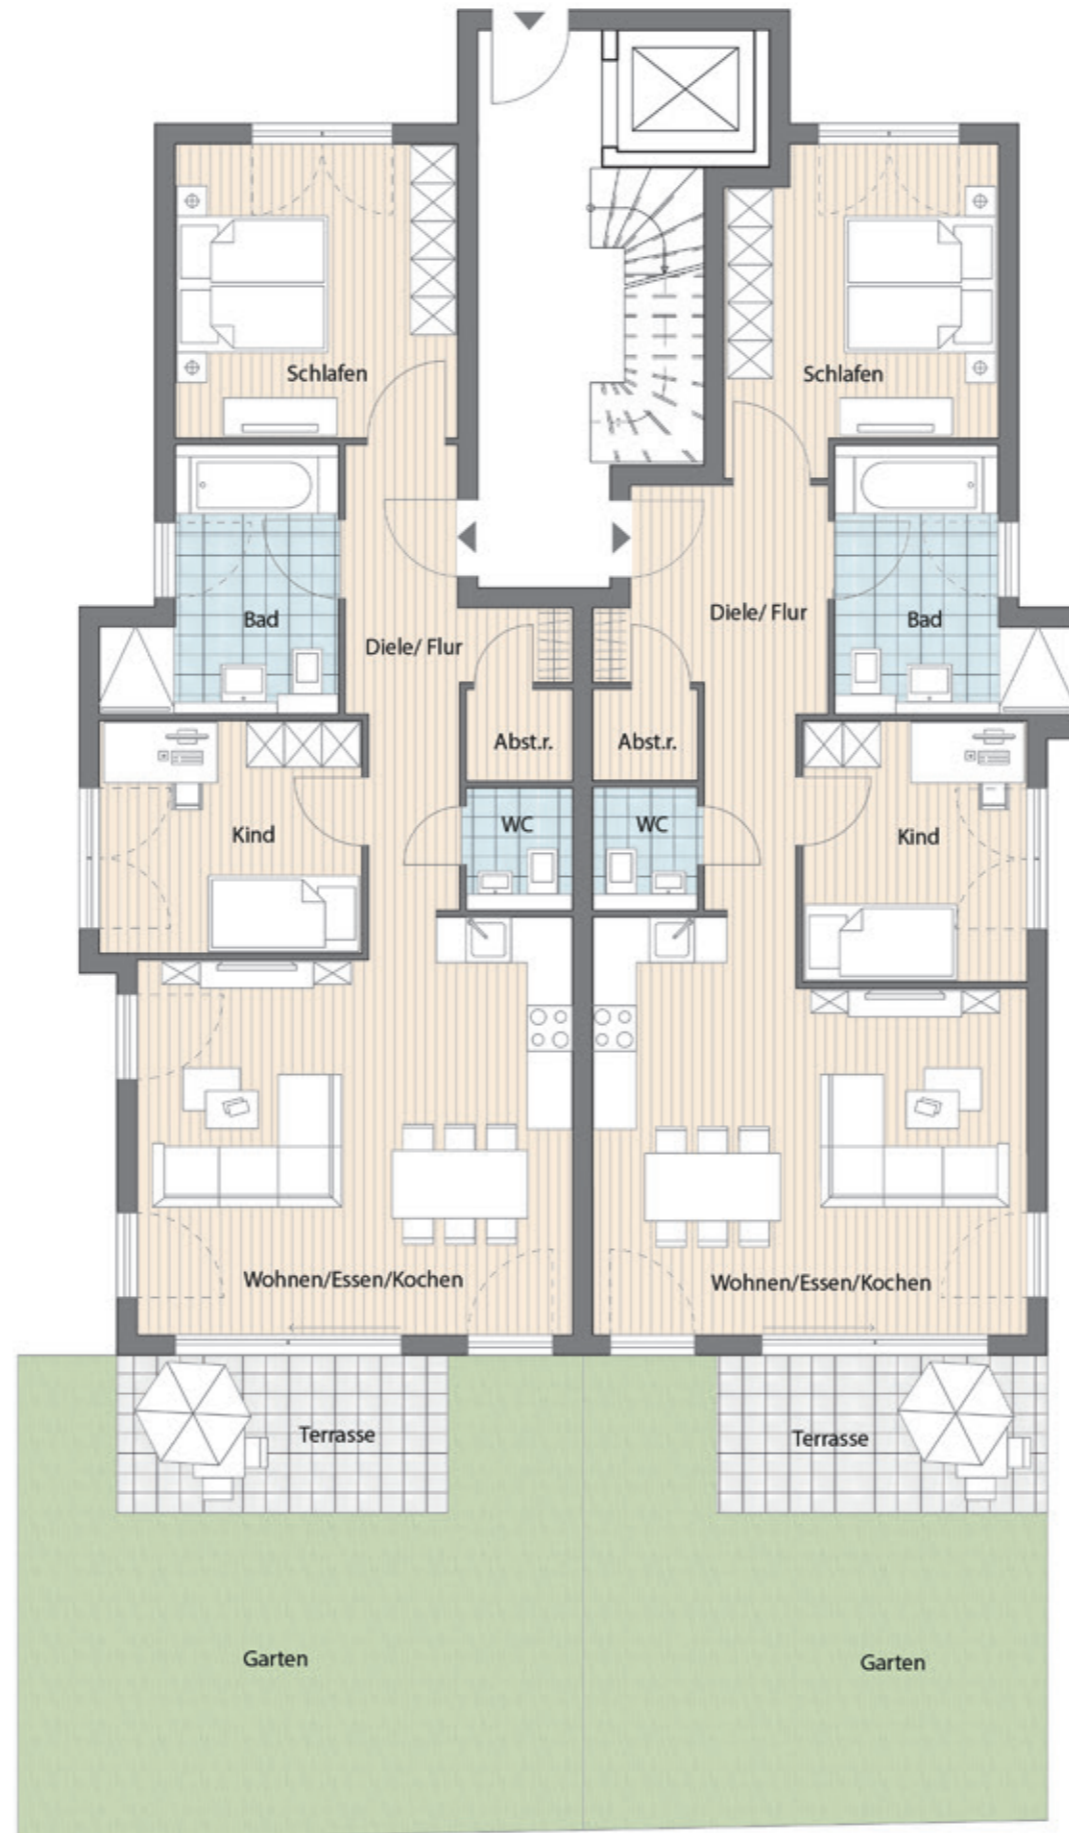 Schlafen
Schlafen
Bad
Diele/ Flur
Diele/ Flur
Bad
Abst.r.
Abst.r.
Kind
WC
WC
Kind
Wohnen/Essen/Kochen
Wohnen/Essen/Kochen
Terrasse
Terrasse
Garten
Garten